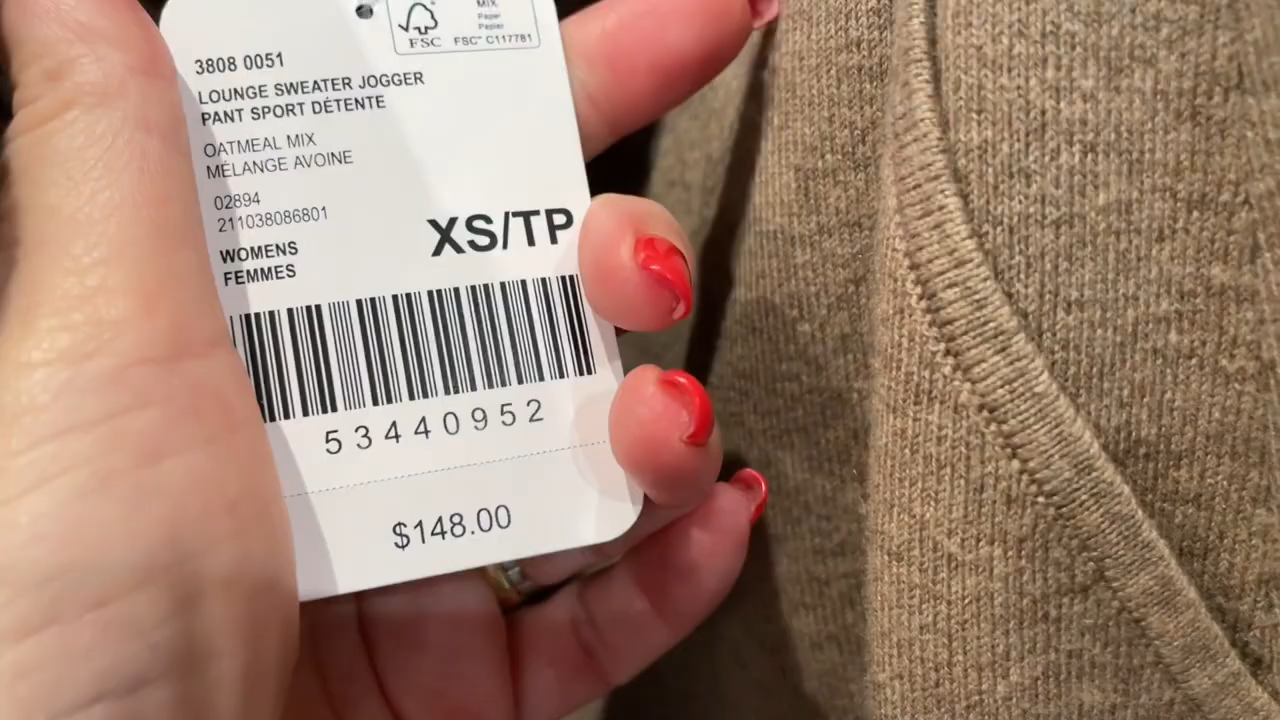 MIX
Paper
Papier
FSC
FSC™ C117781
3808 0051
LOUNGE SWEATER JOGGER
PANT SPORT DÉTENTE
OATMEAL MIX
MÉLANGE AVOINE
02894
211038086801
XS/TP
WOMENS
FEMMES
53440952
$148.00